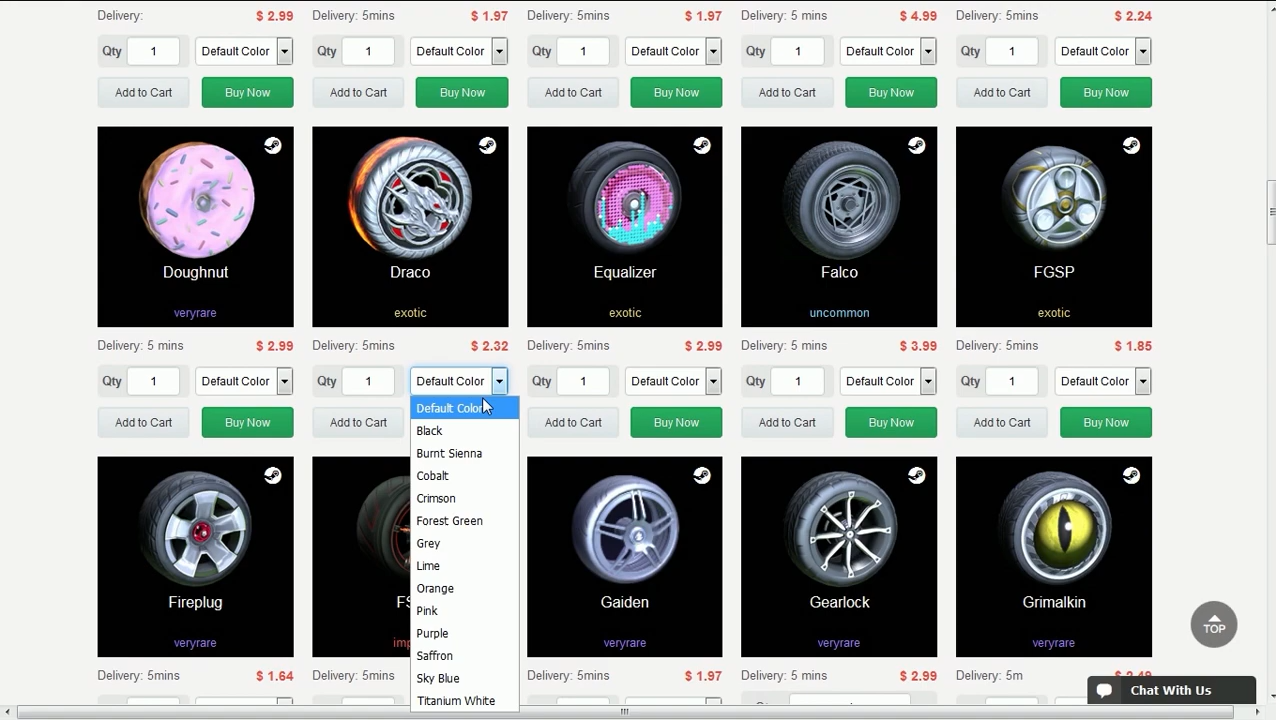 Delivery: $ 2.99 Delivery: 5mins $ 1.97 Delivery: 5mins $ 1.97 Delivery: 5 mins $ 4.99 Delivery: 5mins $ 2.24
Qty 1 Default Color Qty 1 Default Color Qty 1 Default Color Qty 1 Default Color Qty 1 Default Color
Add to Cart Buy Now Add to Cart Buy Now Add to Cart Buy Now Add to Cart Buy Now Add to Cart Buy Now
Doughnut Draco Equalizer Falco FGSP
veryrare exotic exotic uncommon exotic
Delivery: 5 mins $ 2.99 Delivery: 5mins $ 2.32 Delivery: 5mins $ 2.99 Delivery: 5mins $ 3.99 Delivery: 5mins $ 1.85
Qty 1 Default Color Qty 1 Default Color Qty 1 Default Color Qty 1 Default Color Qty 1 Default Color
Add to Cart Buy Now Add to Cart Add to Cart Buy Now Add to Cart Buy Now Add to Cart Buy Now
Default Color
Black
Burnt Sienna
Cobalt
Crimson
Forest Green
Grey
Lime
Orange
Pink
Purple
Saffron
Sky Blue
Titanium White
Fireplug Gaiden Gearlock Grimalkin
veryrare veryrare veryrare veryrare
Delivery: 5mins $ 1.64 Delivery: 5mins Delivery: 5mins $ 1.97 Delivery: 5mins $ 2.99 Delivery: 5m
TOP
Chat With Us